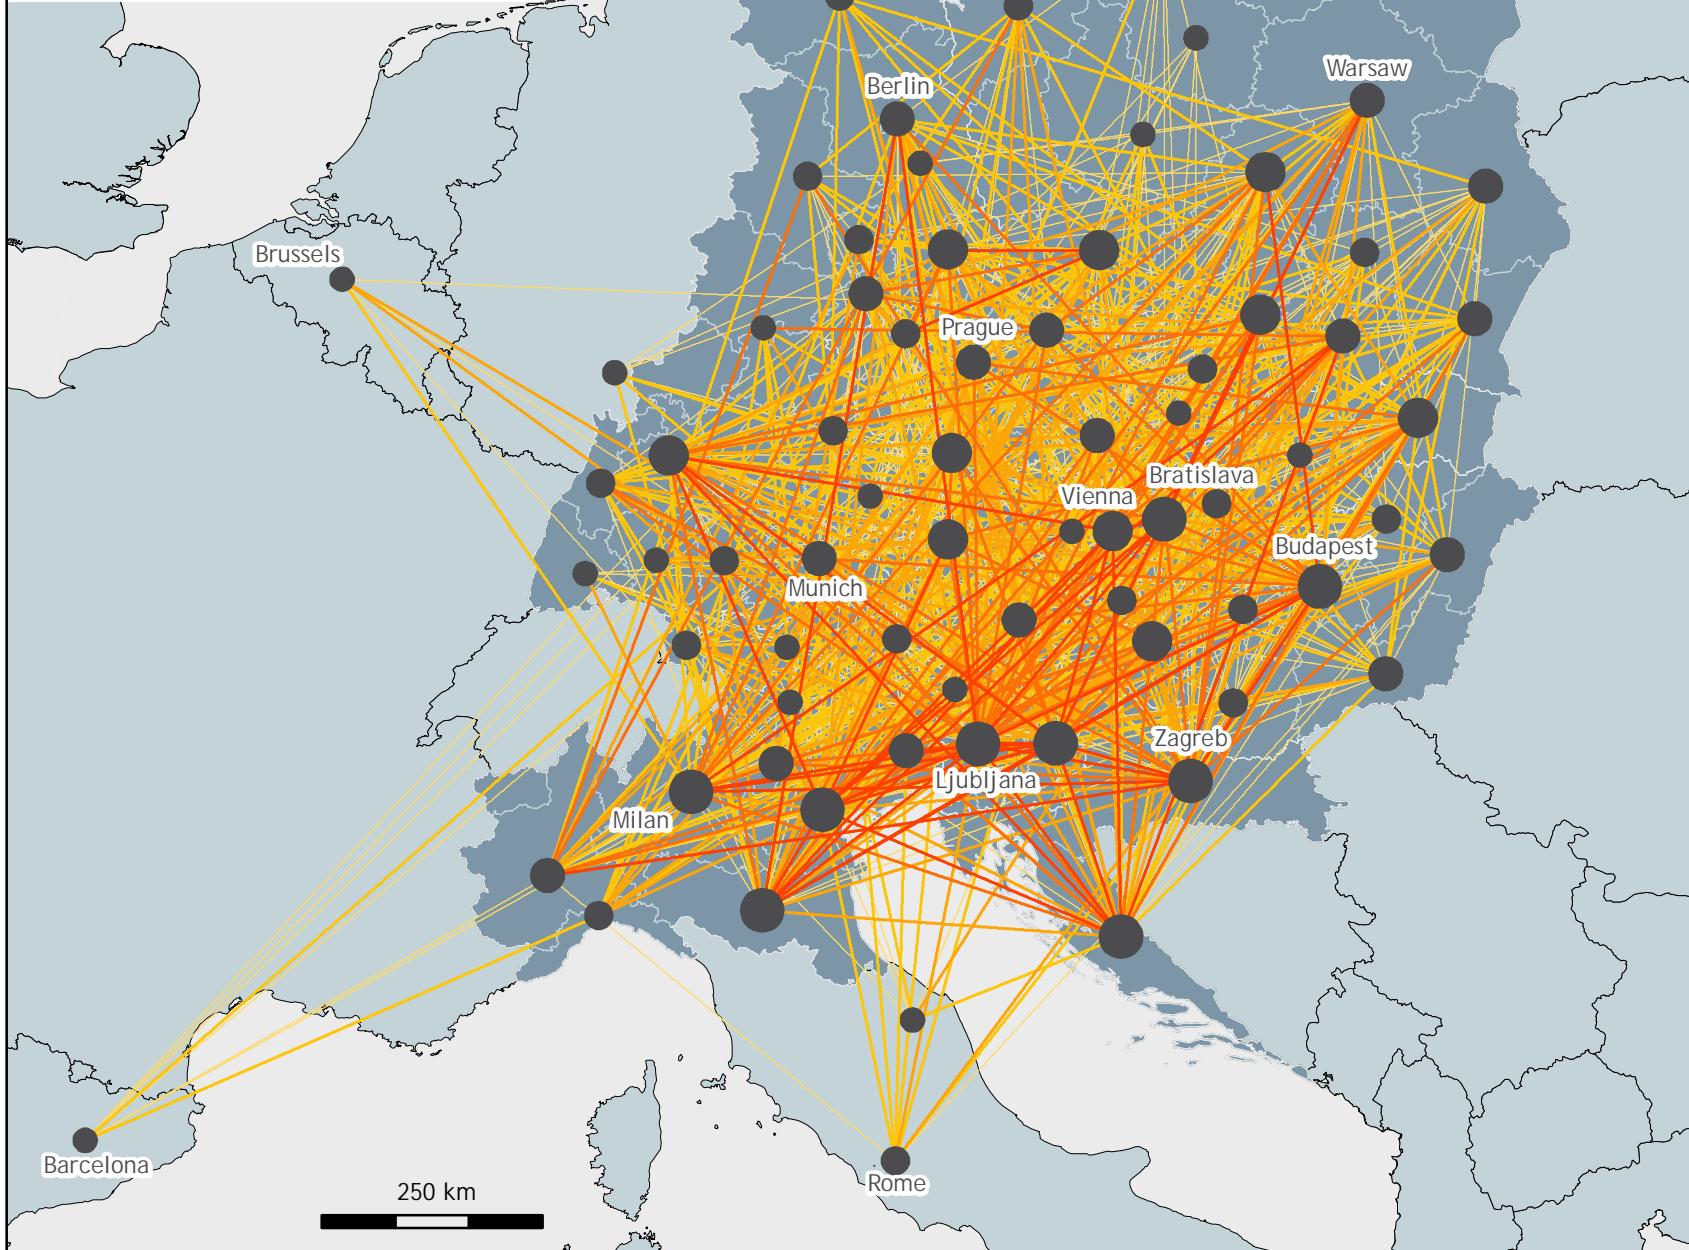 Warsaw
Berlin
Brussels
Prague
Bratislava
Vienna
Budapest
Munich
Zagreb
Ljubljana
Milan
Barcelona
Rome
250 km